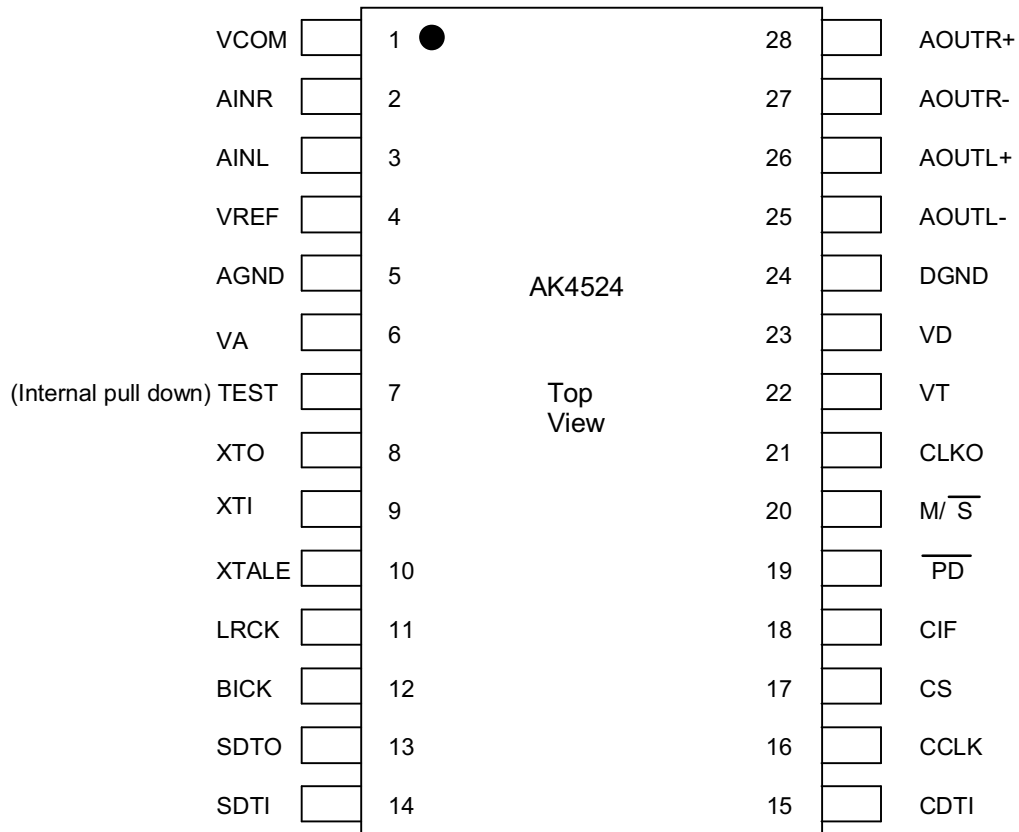 VCOM 1 28 AOUTR+
AINR 2 27 AOUTR-
AINL 3 26 AOUTL+
VREF 4 25 AOUTL-
AGND 5 24 DGND
AK4524
VA 6 23 VD
(Internal pull down) TEST 7 22 VT
Top
View
XTO 8 21 CLKO
XTI 9 20 M/S̅
XTALE 10 19 P̅D̅
LRCK 11 18 CIF
BICK 12 17 CS
SDTO 13 16 CCLK
SDTI 14 15 CDTI